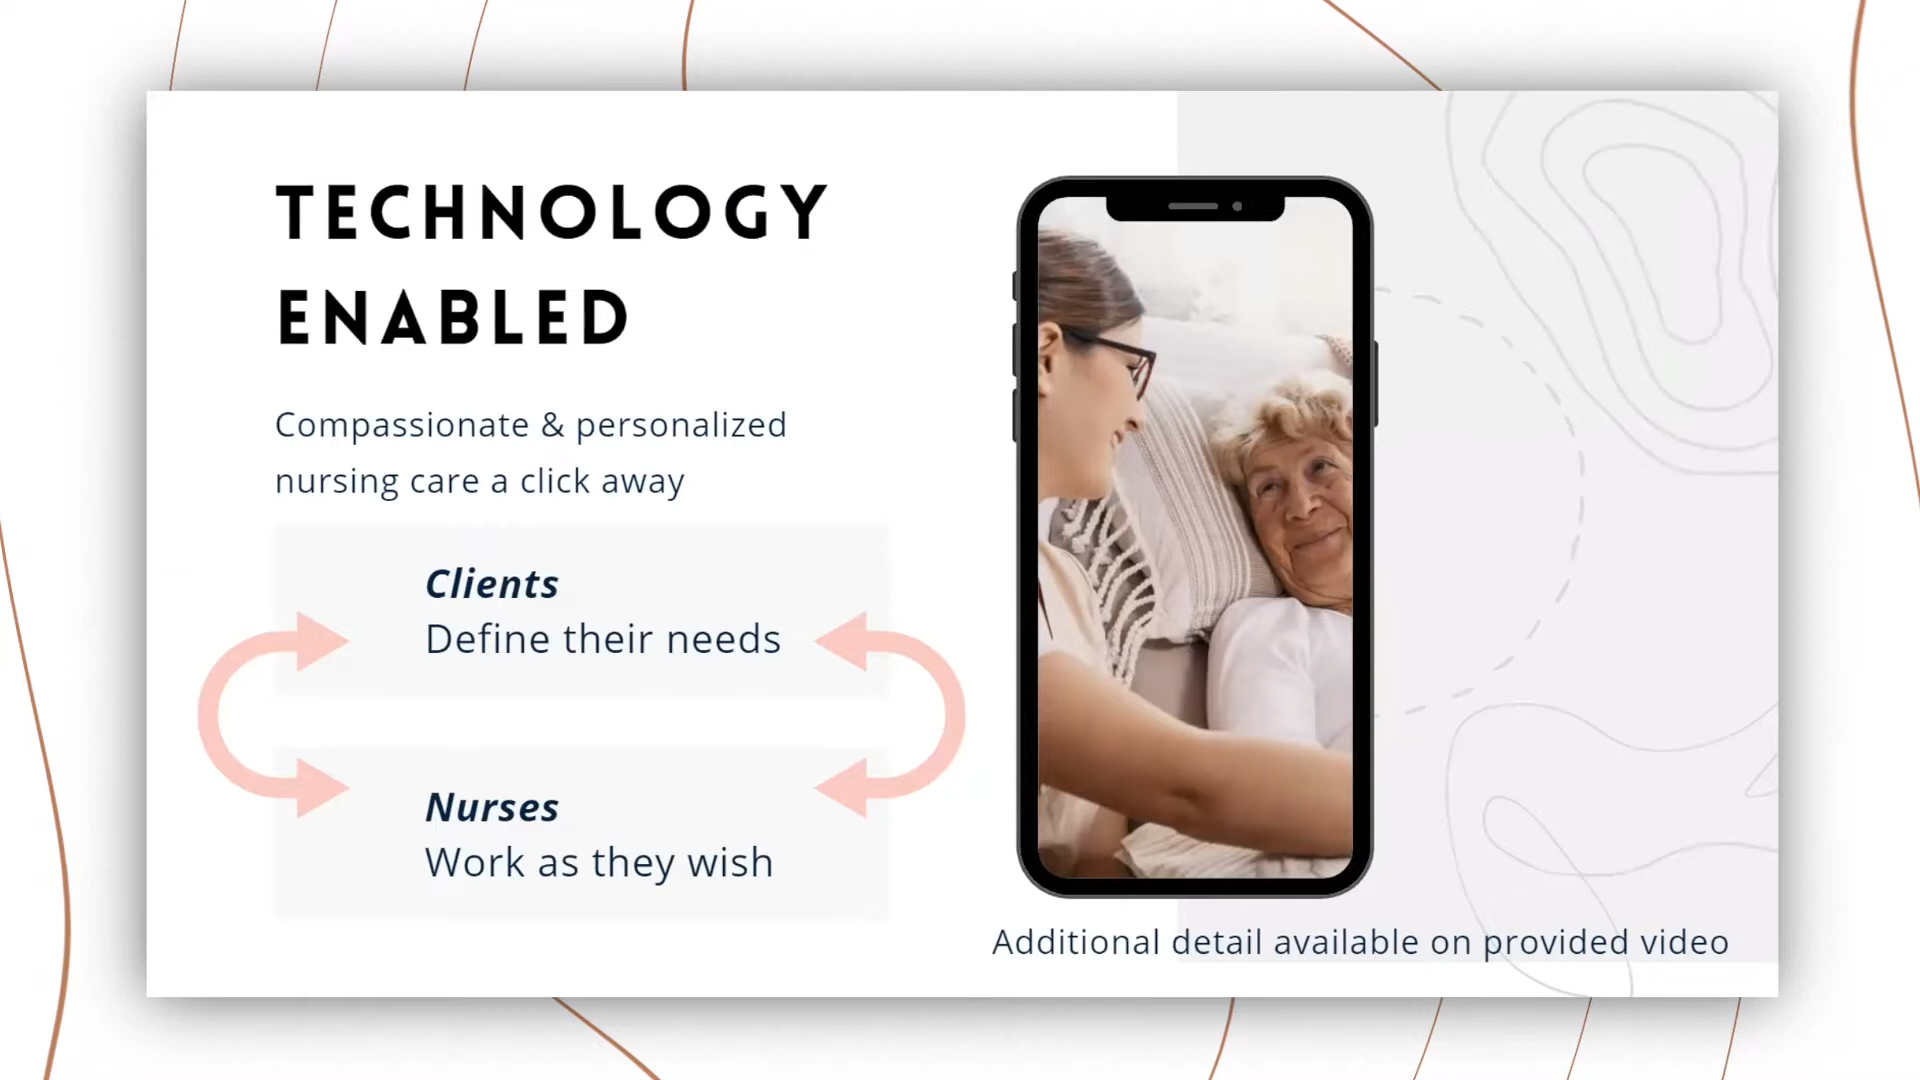 TECHNOLOGY
ENABLED
Compassionate & personalized
nursing care a click away
Clients
Define their needs
Nurses
Work as they wish
Additional detail available on provided video